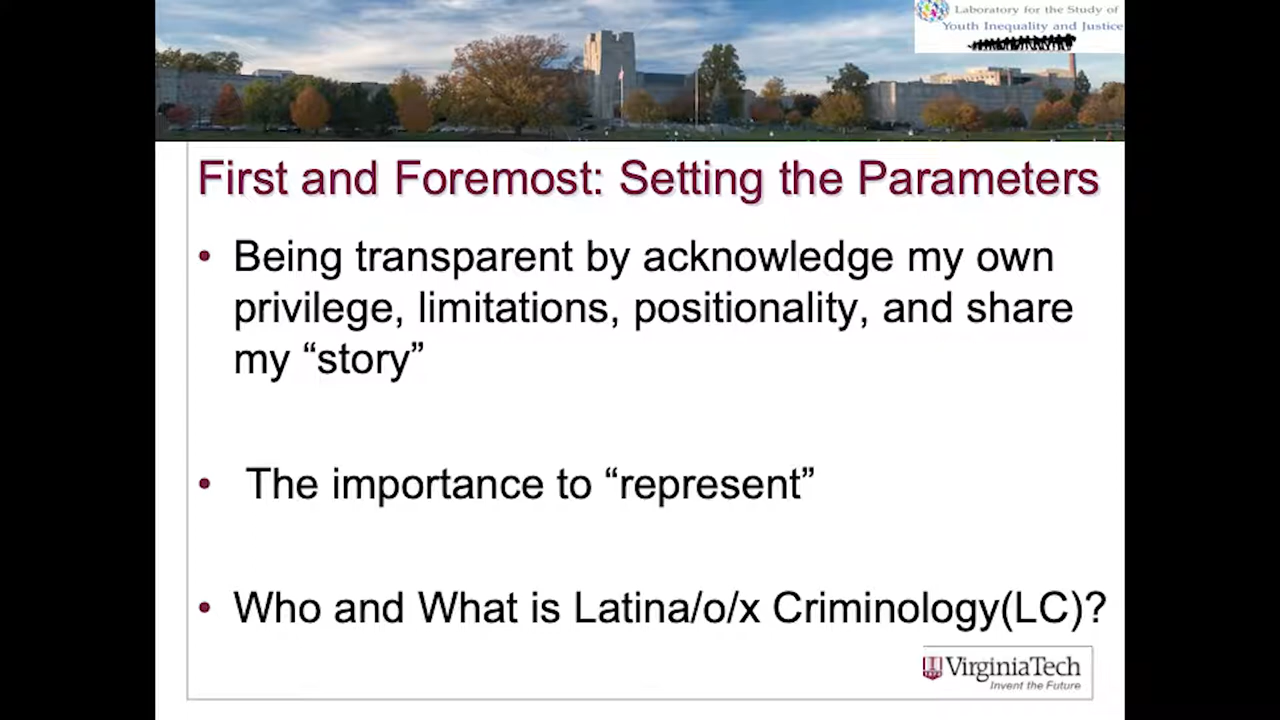 Laboratory for the Study of
Youth Inequality and Justice
First and Foremost: Setting the Parameters
• Being transparent by acknowledge my own
privilege, limitations, positionality, and share
my “story”
• The importance to “represent”
• Who and What is Latina/o/x Criminology(LC)?
VirginiaTech
Invent the Future